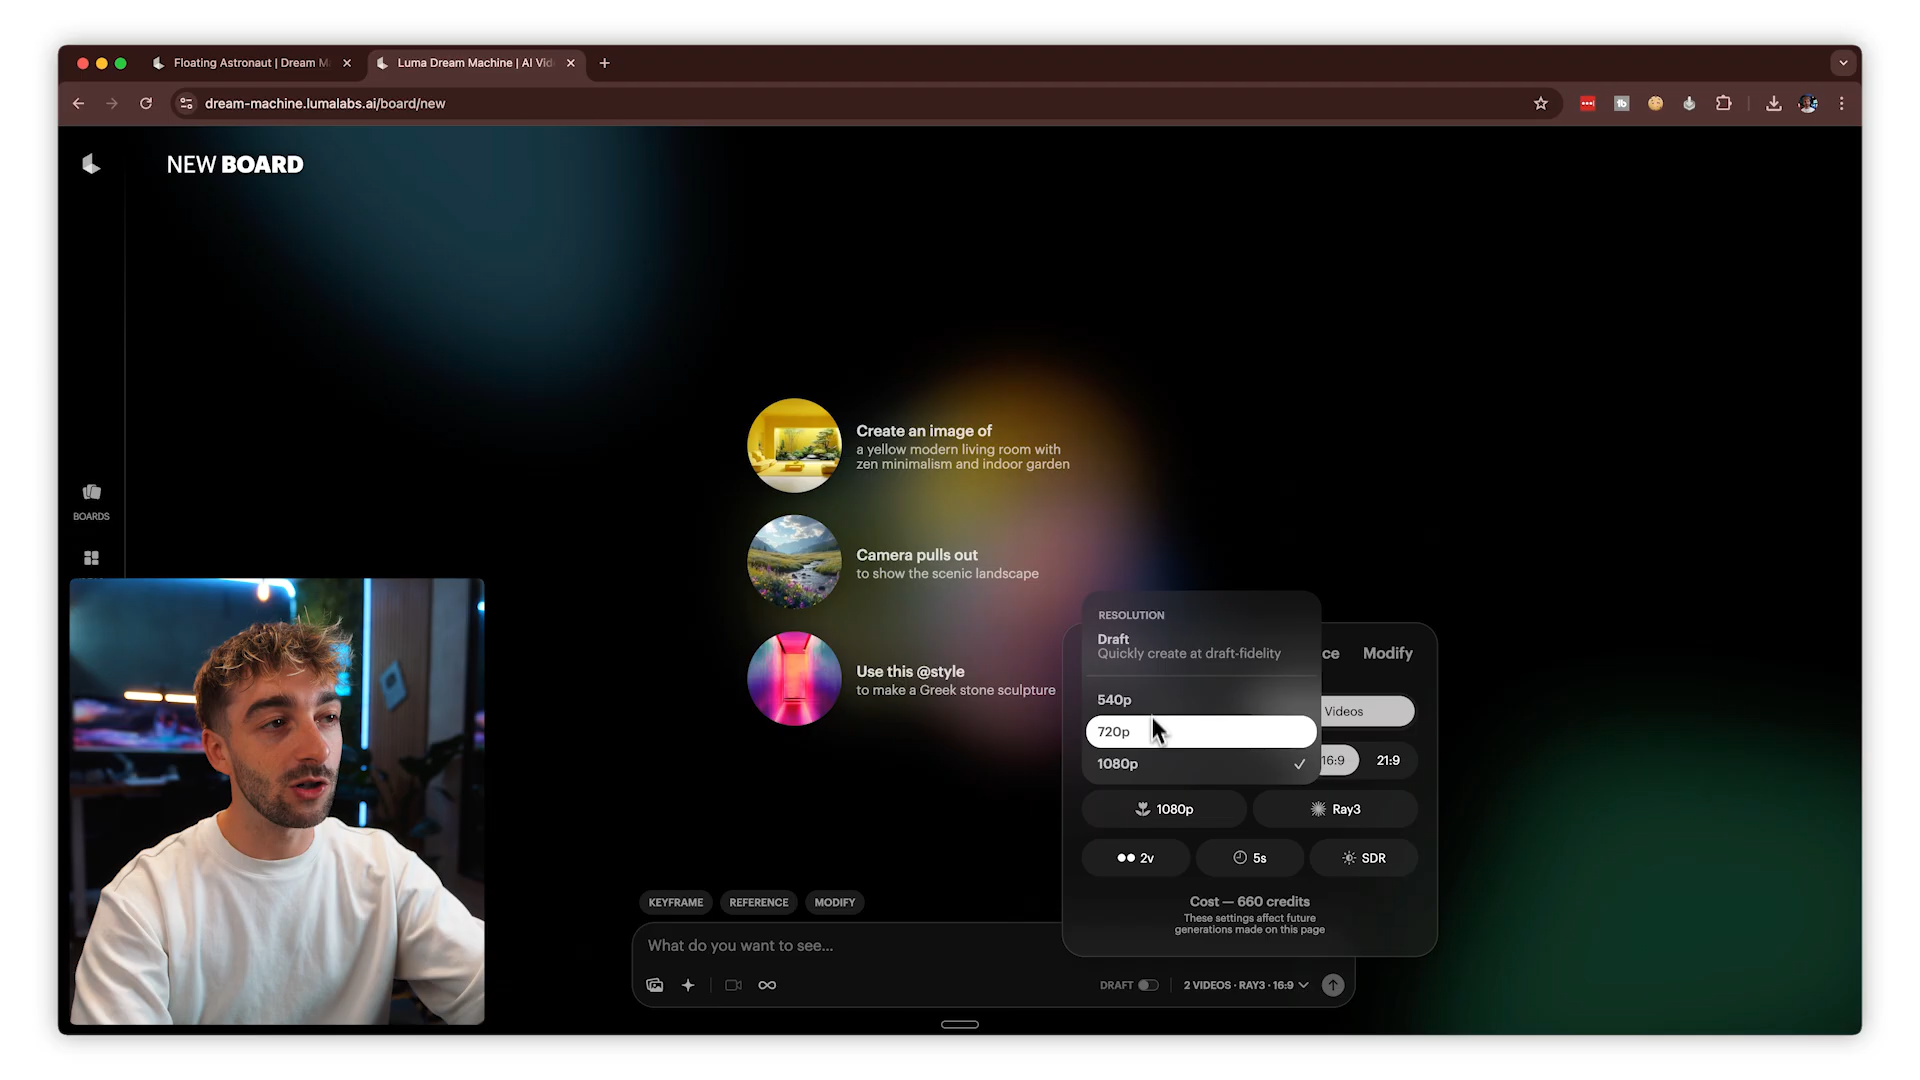 Floating Astronaut | Dream M
Luma Dream Machine | AI Vid
dream-machine.lumalabs.ai/board/new
NEW BOARD
BOARDS
Create an image of
a yellow modern living room with
zen minimalism and indoor garden
Camera pulls out
to show the scenic landscape
Use this @style
to make a Greek stone sculpture
RESOLUTION
Draft
Quickly create at draft-fidelity
540p
720p
1080p
ce Modify
Videos
16:9 21:9
1080p Ray3
2v 5s SDR
Cost — 660 credits
These settings affect future
generations made on this page
KEYFRAME REFERENCE MODIFY
What do you want to see...
DRAFT 2 VIDEOS · RAY3 · 16:9